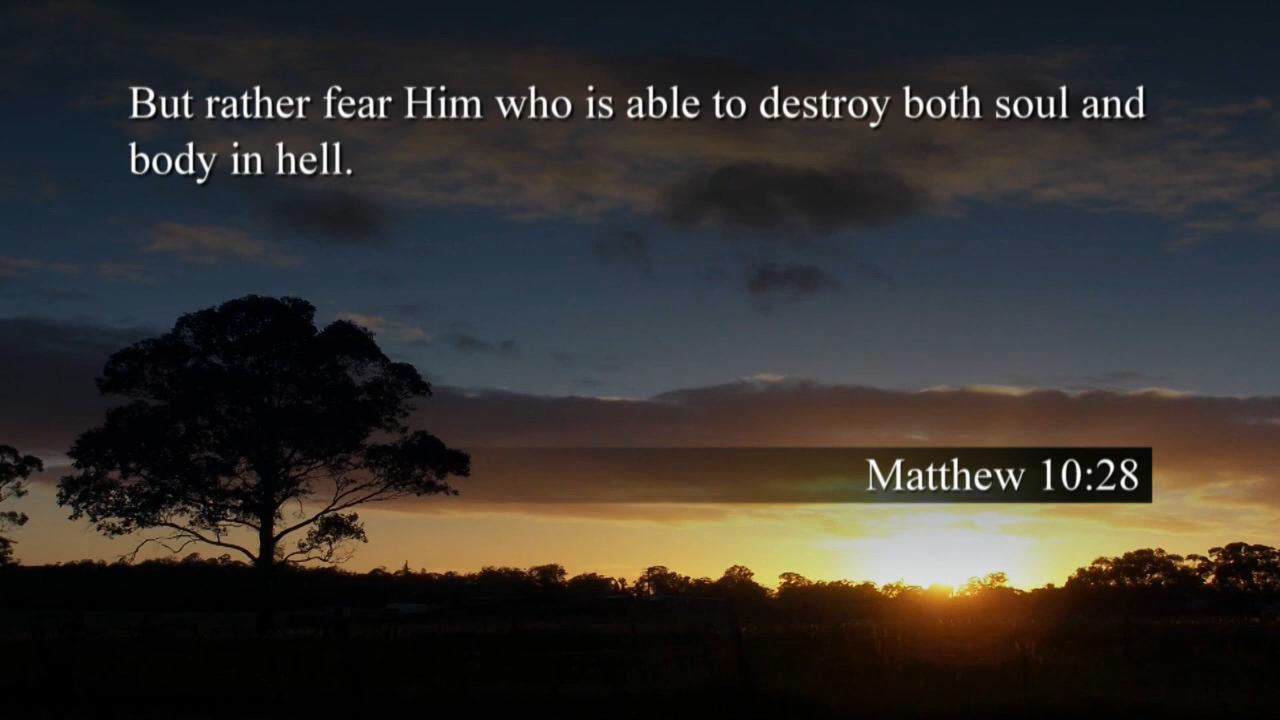 But rather fear Him who is able to destroy both soul and
body in hell.
Matthew 10:28